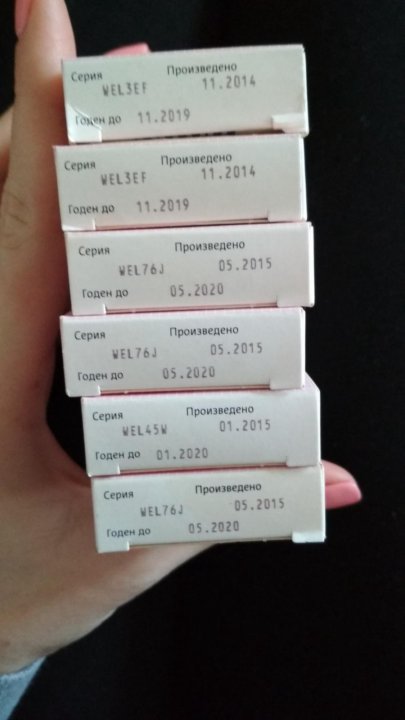 Серия Произведено
WEL3EF 11.2014
Годен до 11.2019
Серия Произведено
WEL3EF 11.2014
Годен до 11.2019
Серия Произведено
WEL76J 05.2015
Годен до 05.2020
Серия Произведено
WEL76J 05.2015
Годен до 05.2020
Серия Произведено
WEL45W 01.2015
Годен до 01.2020
Серия Произведено
WEL76J 05.2015
Годен до 05.2020